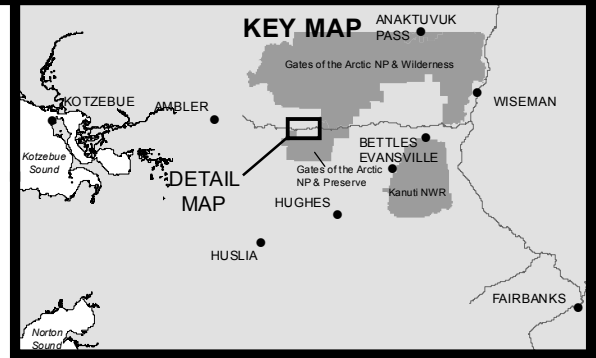 KEY MAP
ANAKTUVUK
PASS
Gates of the Arctic NP & Wilderness
KOTZEBUE
AMBLER
WISEMAN
Kotzebue
Sound
BETTLES
EVANSVILLE
DETAIL
MAP
Gates of the Arctic
NP & Preserve
Kanuti NWR
HUGHES
HUSLIA
FAIRBANKS
Norton
Sound